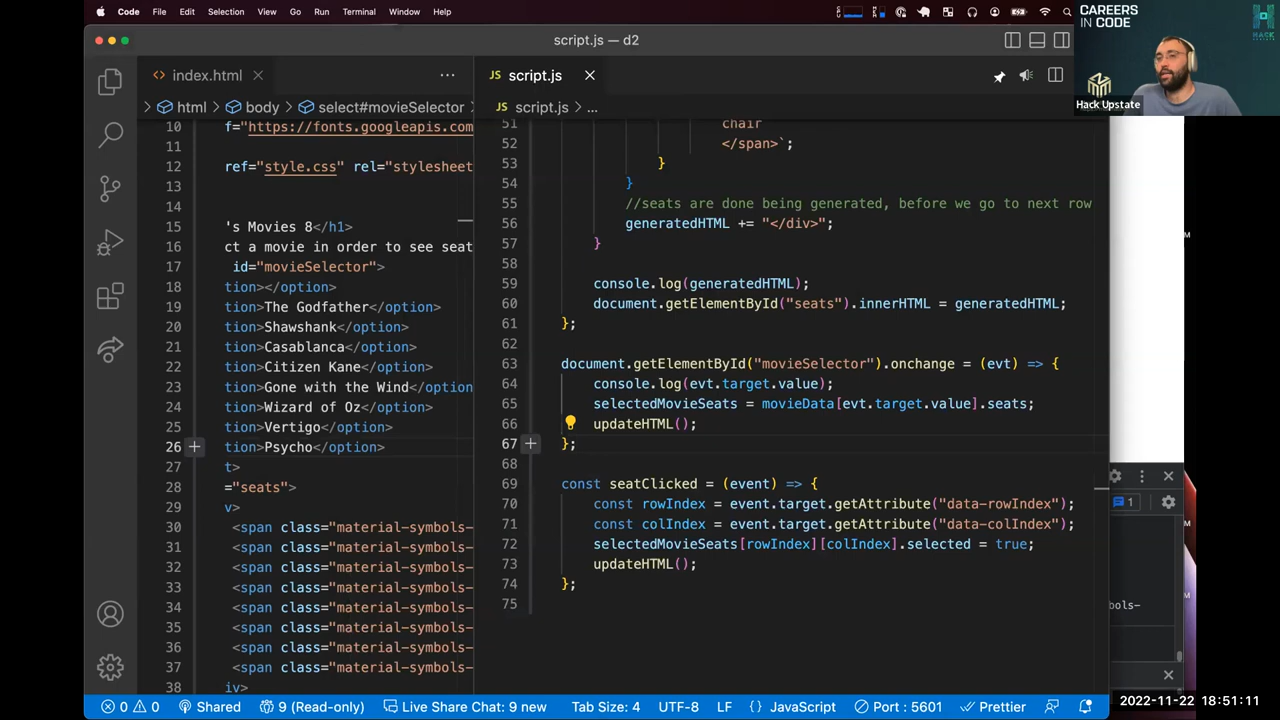 Code File Edit Selection View Go Run Terminal Window Help
CAREERS
IN CODE
HACK
Hack Upstate
script.js — d2
index.html
JS script.js
html body select#movieSelector
JS script.js ...
10 f="https://fonts.googleapis.com
11
12 ref="style.css" rel="stylesheet
13
14
15 's Movies 8</h1>
16 ct a movie in order to see seat
17 id="movieSelector">
18 tion></option>
19 tion>The Godfather</option>
20 tion>Shawshank</option>
21 tion>Casablanca</option>
22 tion>Citizen Kane</option>
23 tion>Gone with the Wind</option
24 tion>Wizard of Oz</option>
25 tion>Vertigo</option>
26 tion>Psycho</option>
27 t>
28 ="seats">
29 v>
30 <span class="material-symbols-
31 <span class="material-symbols-
32 <span class="material-symbols-
33 <span class="material-symbols-
34 <span class="material-symbols-
35 <span class="material-symbols-
36 <span class="material-symbols-
37 <span class="material-symbols-
38 iv>
51 chair
52 </span>`;
53 }
54 }
55 //seats are done being generated, before we go to next row
56 generatedHTML += "</div>";
57 }
58
59 console.log(generatedHTML);
60 document.getElementById("seats").innerHTML = generatedHTML;
61 };
62
63 document.getElementById("movieSelector").onchange = (evt) => {
64 console.log(evt.target.value);
65 selectedMovieSeats = movieData[evt.target.value].seats;
66 updateHTML();
67 };
68
69 const seatClicked = (event) => {
70 const rowIndex = event.target.getAttribute("data-rowIndex");
71 const colIndex = event.target.getAttribute("data-colIndex");
72 selectedMovieSeats[rowIndex][colIndex].selected = true;
73 updateHTML();
74 };
75
1
ols-
0 0 Shared 9 (Read-only) Live Share Chat: 9 new Tab Size: 4 UTF-8 LF JavaScript Port : 5601 Prettier
2022-11-22 18:51:11